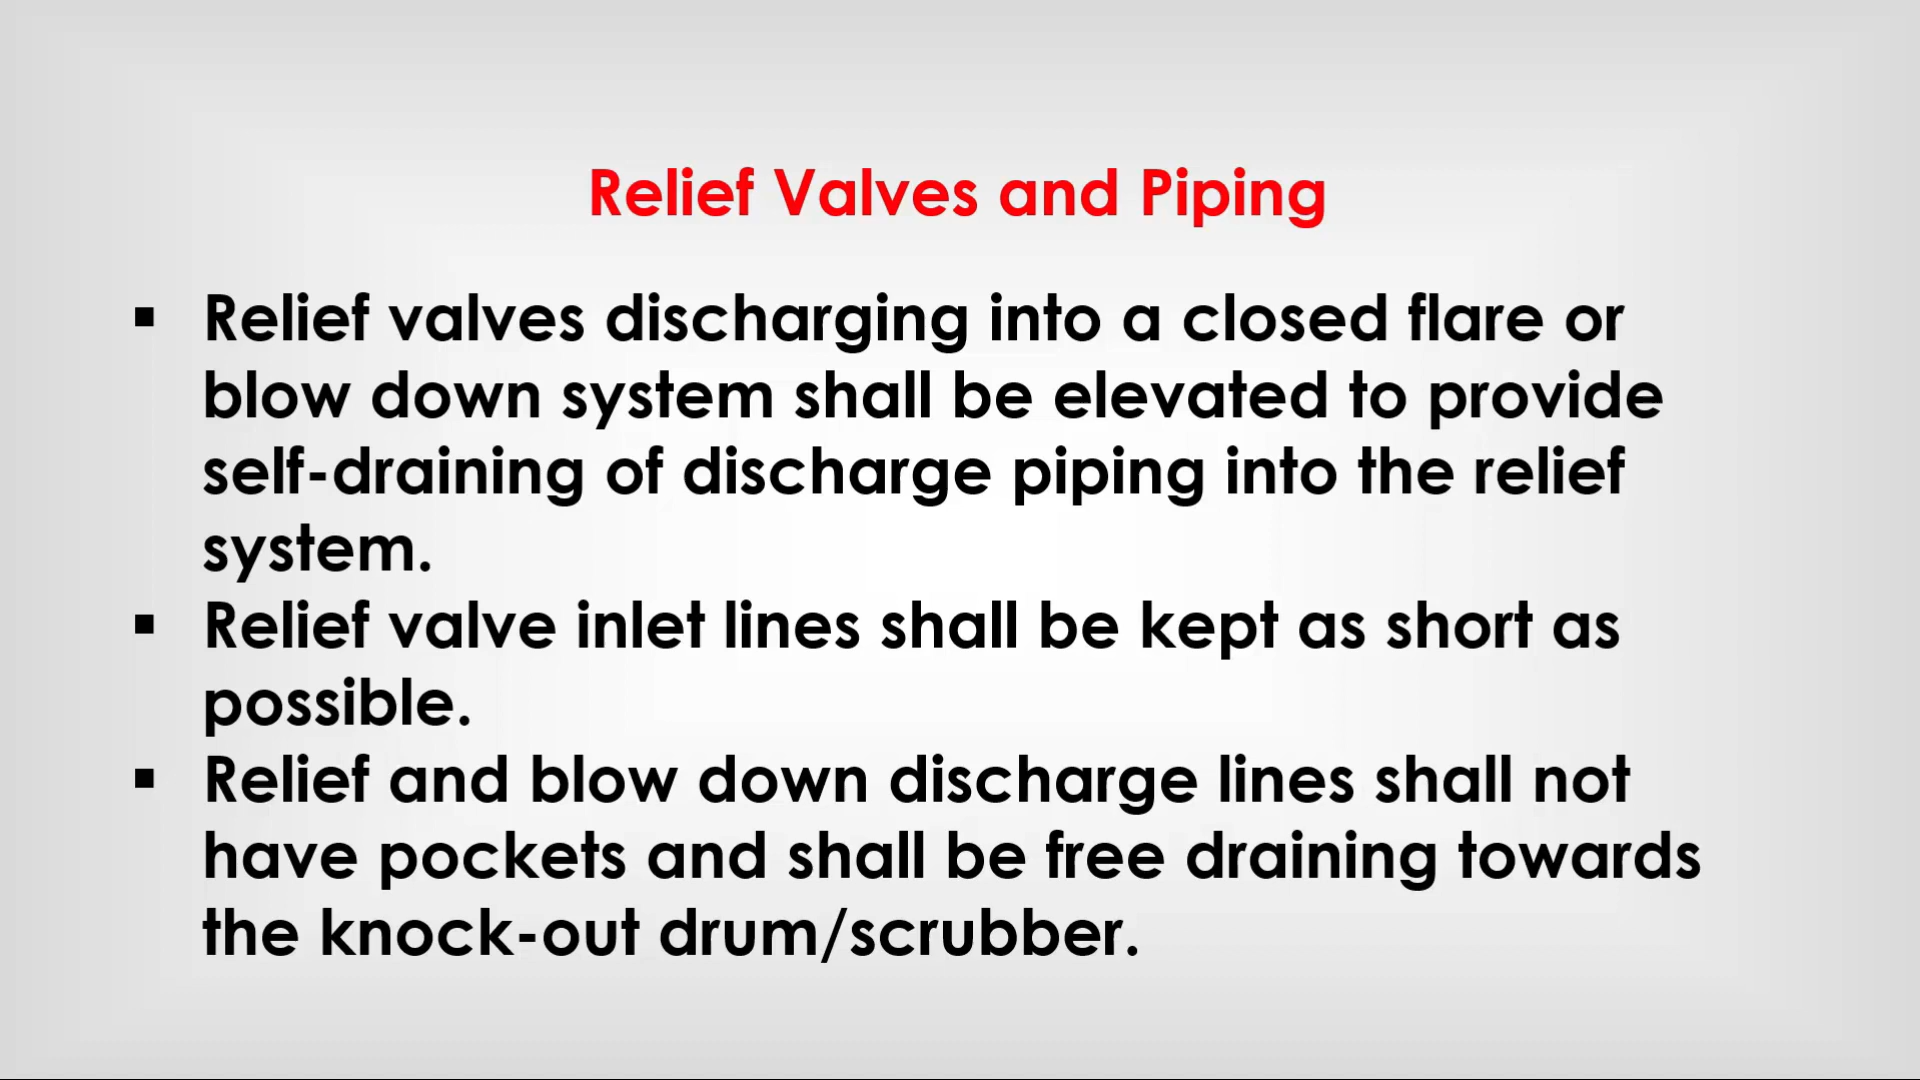 Relief Valves and Piping
▪ Relief valves discharging into a closed flare or
blow down system shall be elevated to provide
self-draining of discharge piping into the relief
system.
▪ Relief valve inlet lines shall be kept as short as
possible.
▪ Relief and blow down discharge lines shall not
have pockets and shall be free draining towards
the knock-out drum/scrubber.